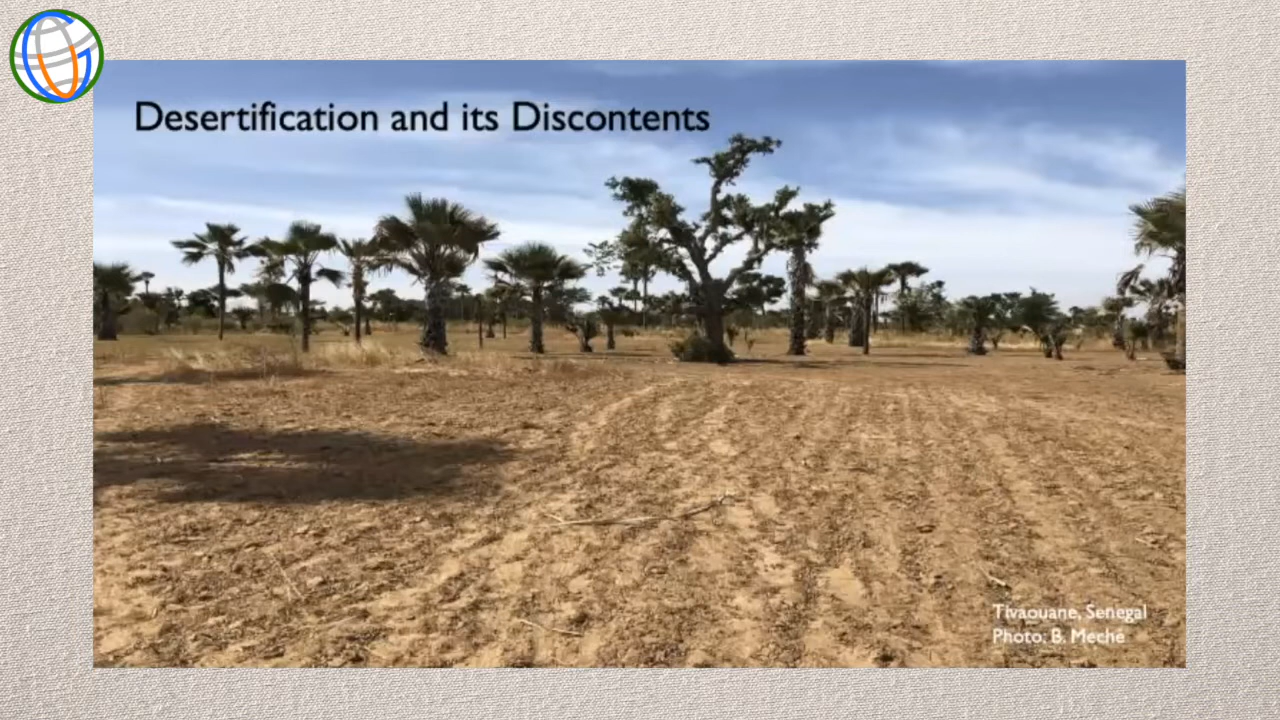 Desertification and its Discontents
Tivaouane, Senegal
Photo: B. Meché